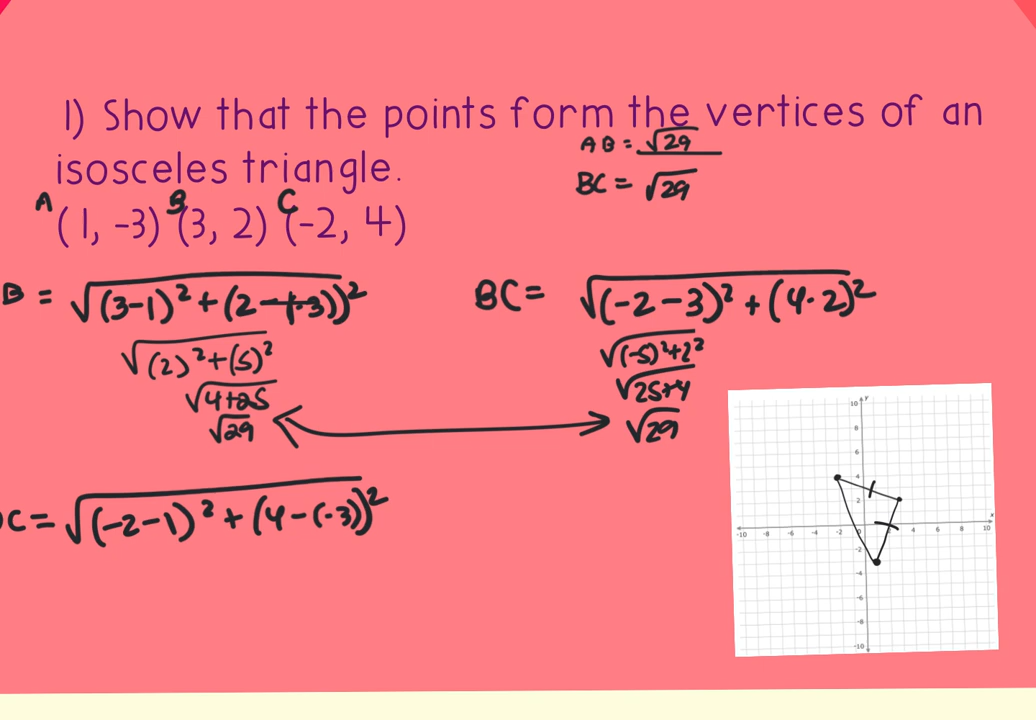 1) Show that the points form the vertices of an
isosceles triangle.
AB = √29
BC = √29
A B C
(1, -3) (3, 2) (-2, 4)
B = √(3-1)² + (2-(-3))²
√(2)² + (5)²
√4+25
√29
BC = √(-2-3)² + (4-2)²
√(-5)²+2²
√25+4
√29
C = √(-2-1)² + (4-(-3))²
y
10
8
6
4
2
-10 -8 -6 -4 -2 0 4 6 8 10 x
-4
-6
-8
-10